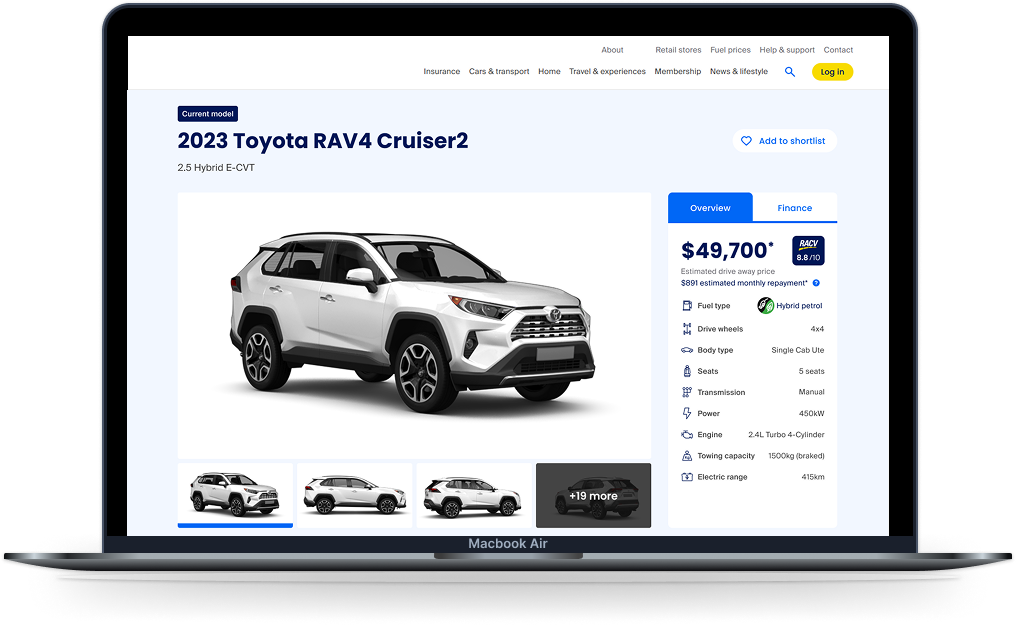 About Retail stores Fuel prices Help & support Contact
Insurance Cars & transport Home Travel & experiences Membership News & lifestyle Log in
Current model
2023 Toyota RAV4 Cruiser2
Add to shortlist
2.5 Hybrid E-CVT
Overview Finance
$49,700*
RACV
8.8/10
Estimated drive away price
$891 estimated monthly repayment* ?
Fuel type Hybrid petrol
Drive wheels 4x4
Body type Single Cab Ute
Seats 5 seats
Transmission Manual
Power 450kW
Engine 2.4L Turbo 4-Cylinder
Towing capacity 1500kg (braked)
Electric range 415km
+19 more
Macbook Air